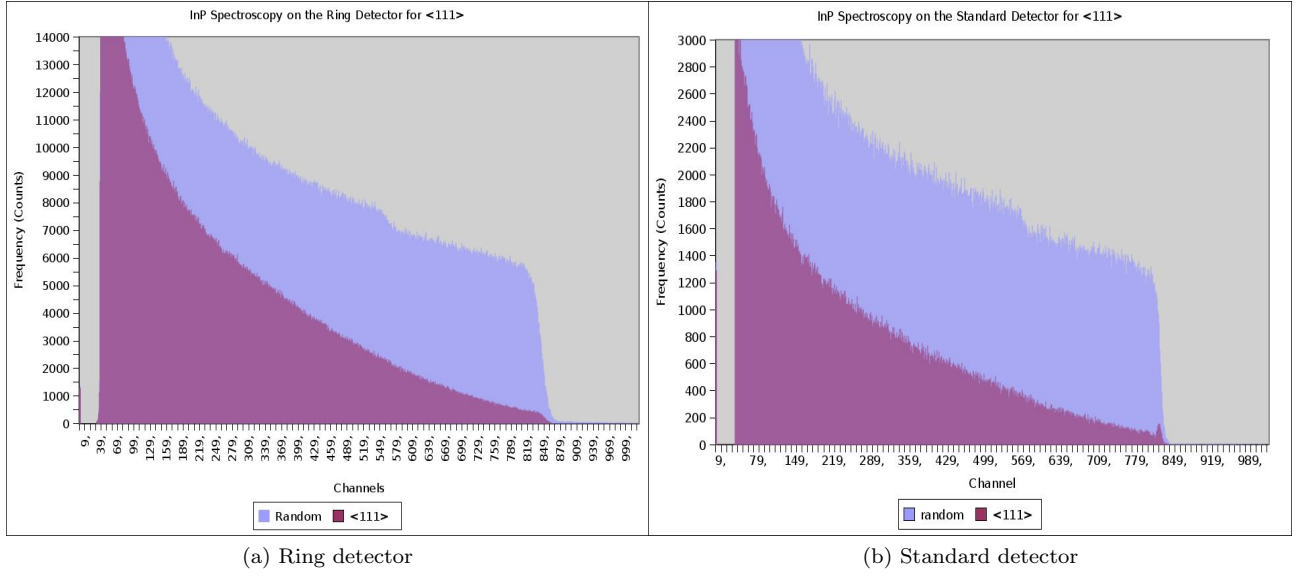 InP Spectroscopy on the Ring Detector for <111>
14000
13000
12000
11000
10000
9000
8000
7000
6000
5000
4000
3000
2000
1000
0
Frequency (Counts)
9, 39, 69, 99, 129, 159, 189, 219, 249, 279, 309, 339, 369, 399, 429, 459, 489, 519, 549, 579, 609, 639, 669, 699, 729, 759, 789, 819, 849, 879, 909, 939, 969, 999,
Channels
Random <111>
(a) Ring detector
InP Spectroscopy on the Standard Detector for <111>
3000
2800
2600
2400
2200
2000
1800
1600
1400
1200
1000
800
600
400
200
0
Frequency (Counts)
9, 79, 149, 219, 289, 359, 429, 499, 569, 639, 709, 779, 849, 919, 989,
Channel
random <111>
(b) Standard detector